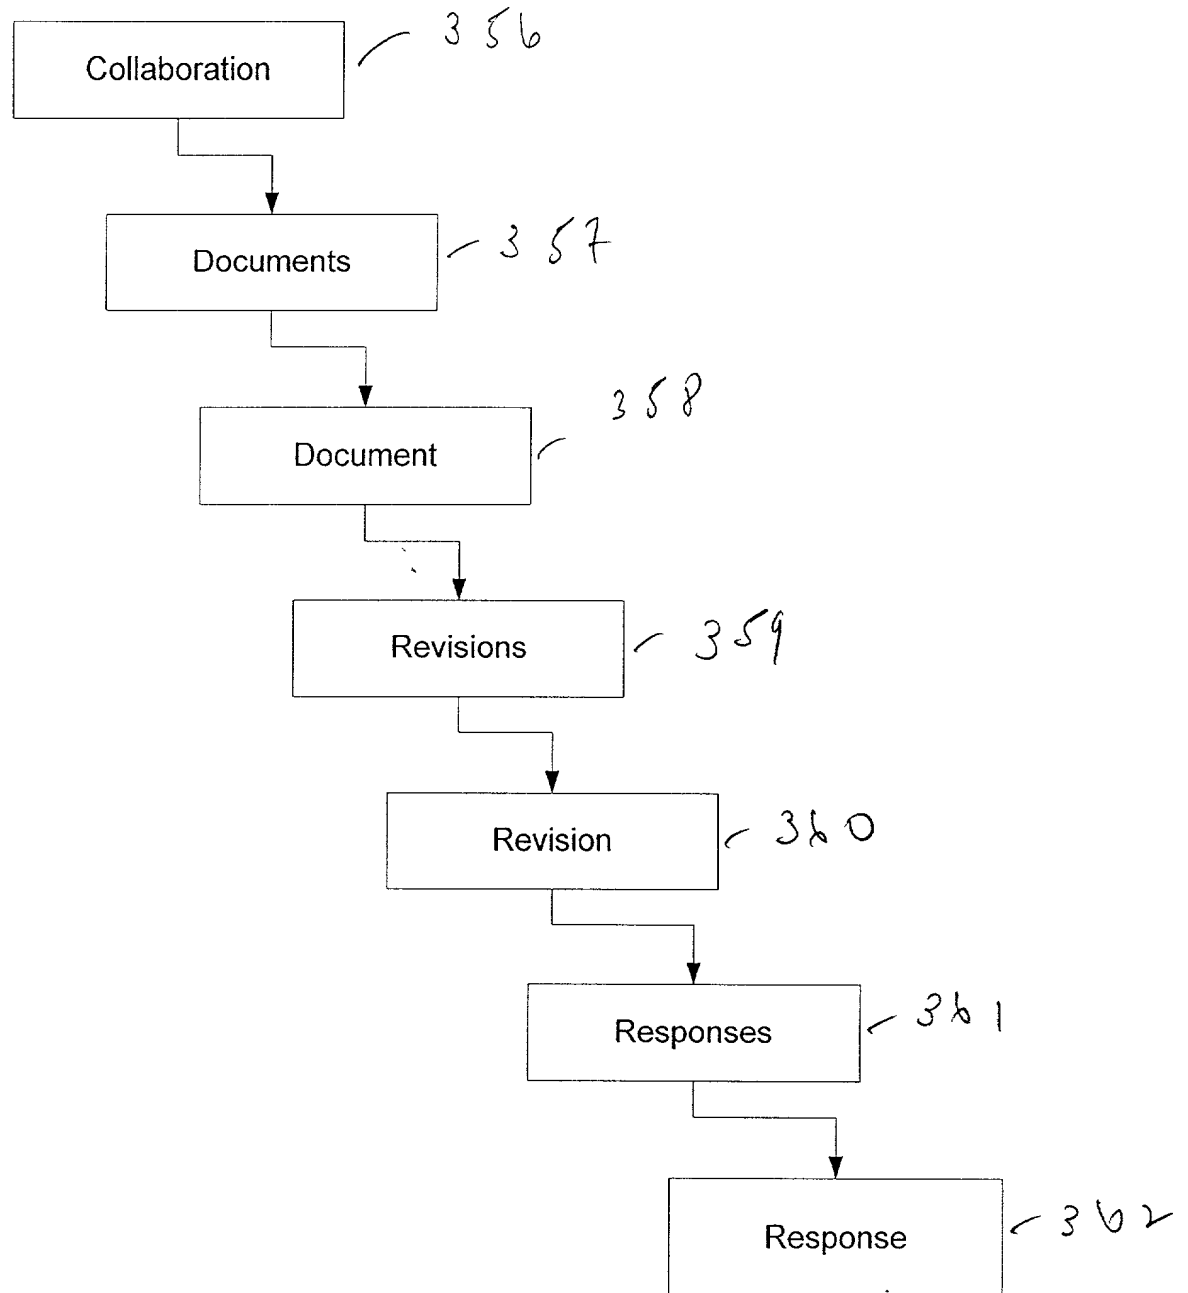 356
Collaboration
357
Documents
358
Document
359
Revisions
360
Revision
361
Responses
362
Response